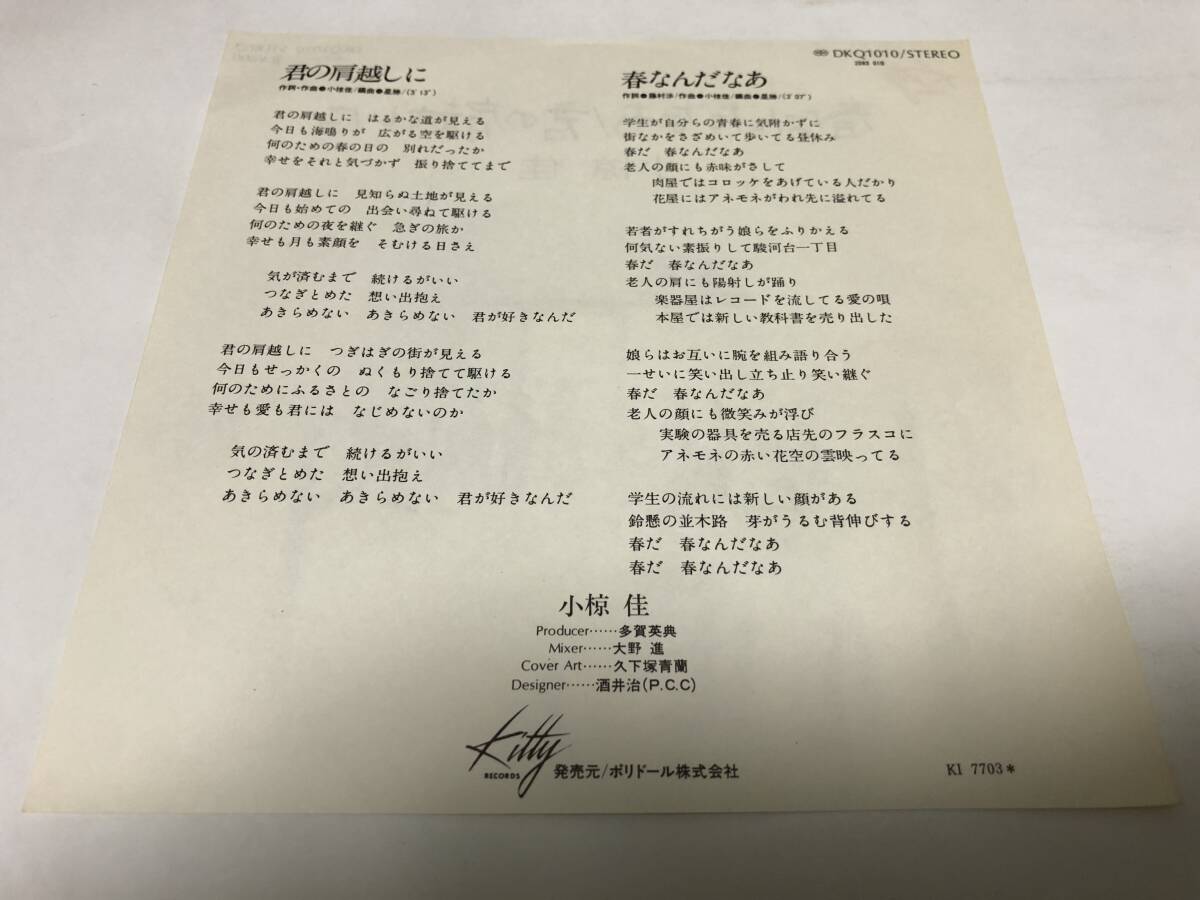 DKQ1010/STEREO
2083 010
君の肩越しに
作詞・作曲●小椋佳/編曲●星勝/(3'13")
君の肩越しに　はるかな道が見える
今日も海鳴りが　広がる空を駆ける
何のための春の日の　別れだったか
幸せをそれと気づかず　振り捨ててまで
君の肩越しに　見知らぬ土地が見える
今日も始めての　出会い尋ねて駆ける
何のための夜を継ぐ　急ぎの旅か
幸せも月も素顔を　そむける日さえ
気が済むまで　続けるがいい
つなぎとめた　想い出抱え
あきらめない　あきらめない　君が好きなんだ
君の肩越しに　つぎはぎの街が見える
今日もせっかくの　ぬくもり捨てて駆ける
何のためにふるさとの　なごり捨てたか
幸せも愛も君には　なじめないのか
気の済むまで　続けるがいい
つなぎとめた　想い出抱え
あきらめない　あきらめない　君が好きなんだ
春なんだなあ
作詞●藤村渉/作曲●小椋佳/編曲●星勝/(3'07")
学生が自分らの青春に気附かずに
街なかをさざめいて歩いてる昼休み
春だ　春なんだなあ
老人の顔にも赤味がさして
肉屋ではコロッケをあげている人だかり
花屋にはアネモネがわれ先に溢れてる
若者がすれちがう娘らをふりかえる
何気ない素振りして駿河台一丁目
春だ　春なんだなあ
老人の肩にも陽射しが踊り
楽器屋はレコードを流してる愛の唄
本屋では新しい教科書を売り出した
娘らはお互いに腕を組み語り合う
一せいに笑い出し立ち止り笑い継ぐ
春だ　春なんだなあ
老人の顔にも微笑みが浮び
実験の器具を売る店先のフラスコに
アネモネの赤い花空の雲映ってる
学生の流れには新しい顔がある
鈴懸の並木路　芽がうるむ背伸びする
春だ　春なんだなあ
春だ　春なんだなあ
小椋 佳
Producer……多賀英典
Mixer……大野 進
Cover Art……久下塚青蘭
Designer……酒井治(P.C.C)
Kitty
RECORDS
発売元/ポリドール株式会社
KI 7703*